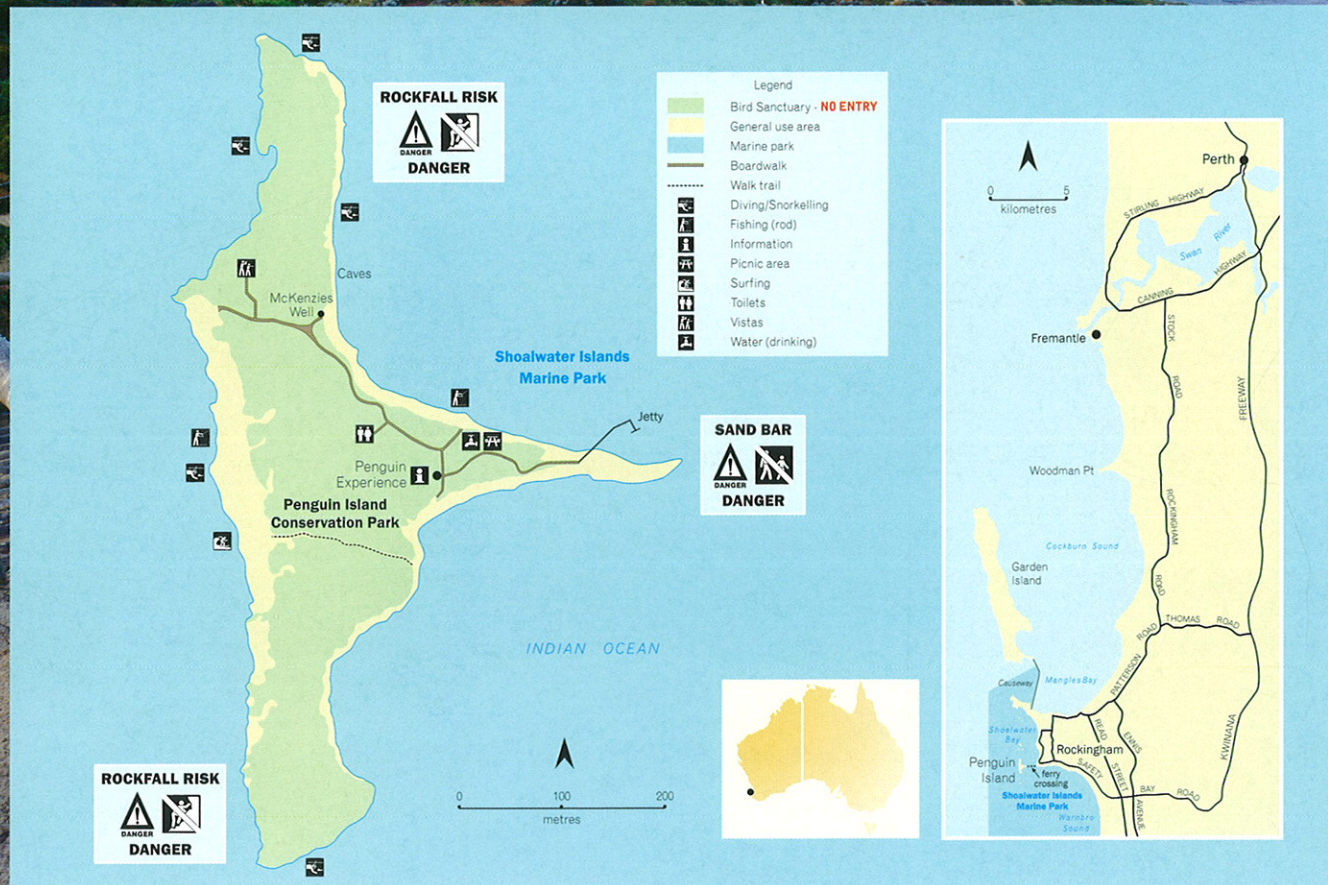 ROCKFALL RISK
DANGER
DANGER
Legend
Bird Sanctuary - NO ENTRY
General use area
Marine park
Boardwalk
Walk trail
Diving/Snorkelling
Fishing (rod)
Information
Picnic area
Surfing
Toilets
Vistas
Water (drinking)
Caves
McKenzies
Well
Shoalwater Islands
Marine Park
Jetty
SAND BAR
DANGER
DANGER
Penguin
Experience
Penguin Island
Conservation Park
INDIAN OCEAN
0 100 200
metres
ROCKFALL RISK
DANGER
DANGER
0 5
kilometres
Perth
STIRLING HIGHWAY
Swan River
CANNING HIGHWAY
Fremantle
STOCK ROAD
FREEWAY
Woodman Pt
ROCKINGHAM ROAD
Cockburn Sound
Garden
Island
THOMAS ROAD
PATTERSON ROAD
Causeway
Mangles Bay
Shoalwater
Bay
READ STREET
ENNIS AVENUE
KWINANA
Rockingham
Penguin
Island
ferry
crossing
SAFETY BAY ROAD
Shoalwater Islands
Marine Park
Warnbro
Sound